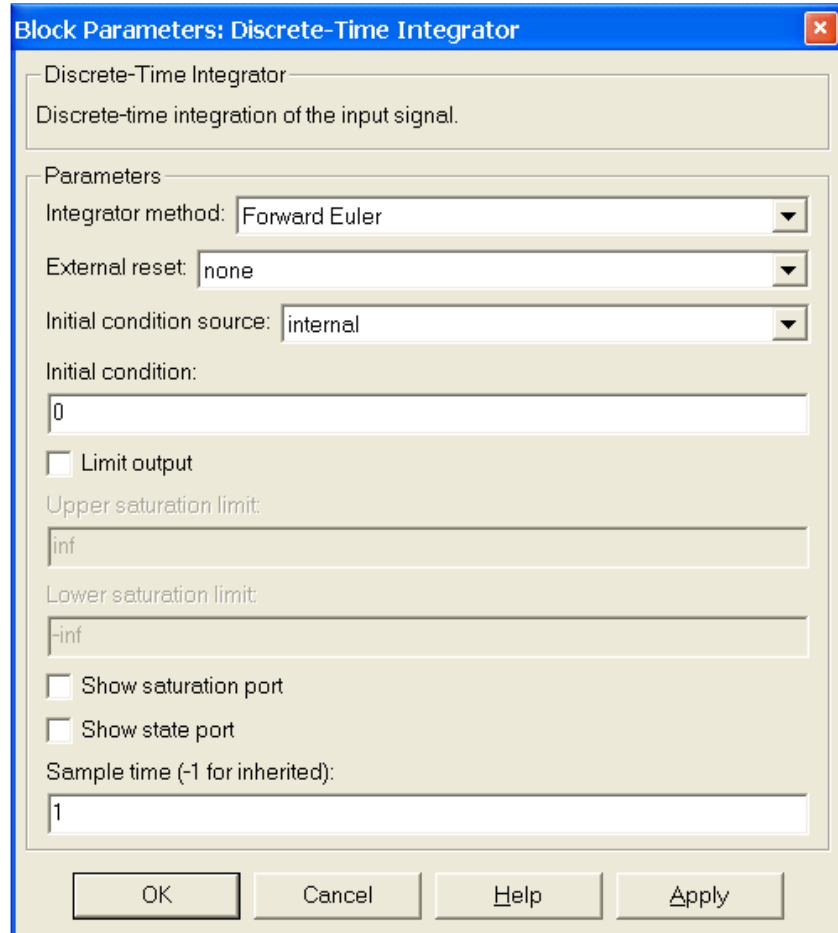 Block Parameters: Discrete-Time Integrator
Discrete-Time Integrator
Discrete-time integration of the input signal.
Parameters
Integrator method: Forward Euler
External reset: none
Initial condition source: internal
Initial condition:
0
Limit output
Upper saturation limit:
inf
Lower saturation limit:
-inf
Show saturation port
Show state port
Sample time (-1 for inherited):
1
OK Cancel Help Apply